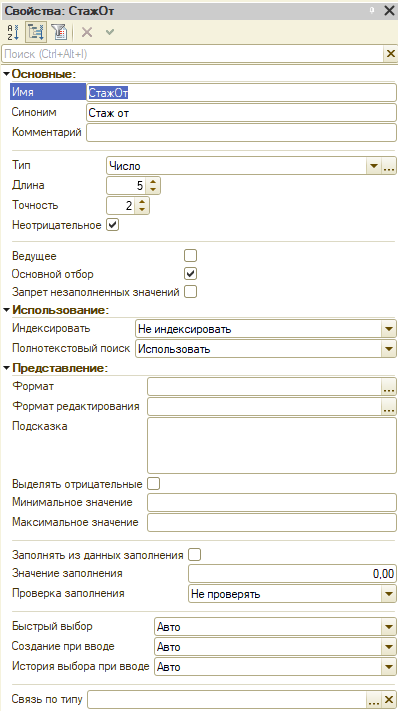 Свойства: СтажОт
Поиск (Ctrl+Alt+I)
Основные:
Имя СтажОт
Синоним Стаж от
Комментарий
Тип Число
Длина 5
Точность 2
Неотрицательное
Ведущее
Основной отбор
Запрет незаполненных значений
Использование:
Индексировать Не индексировать
Полнотекстовый поиск Использовать
Представление:
Формат ...
Формат редактирования ...
Подсказка
Выделять отрицательные
Минимальное значение
Максимальное значение
Заполнять из данных заполнения
Значение заполнения 0,00
Проверка заполнения Не проверять
Быстрый выбор Авто
Создание при вводе Авто
История выбора при вводе Авто
Связь по типу ...